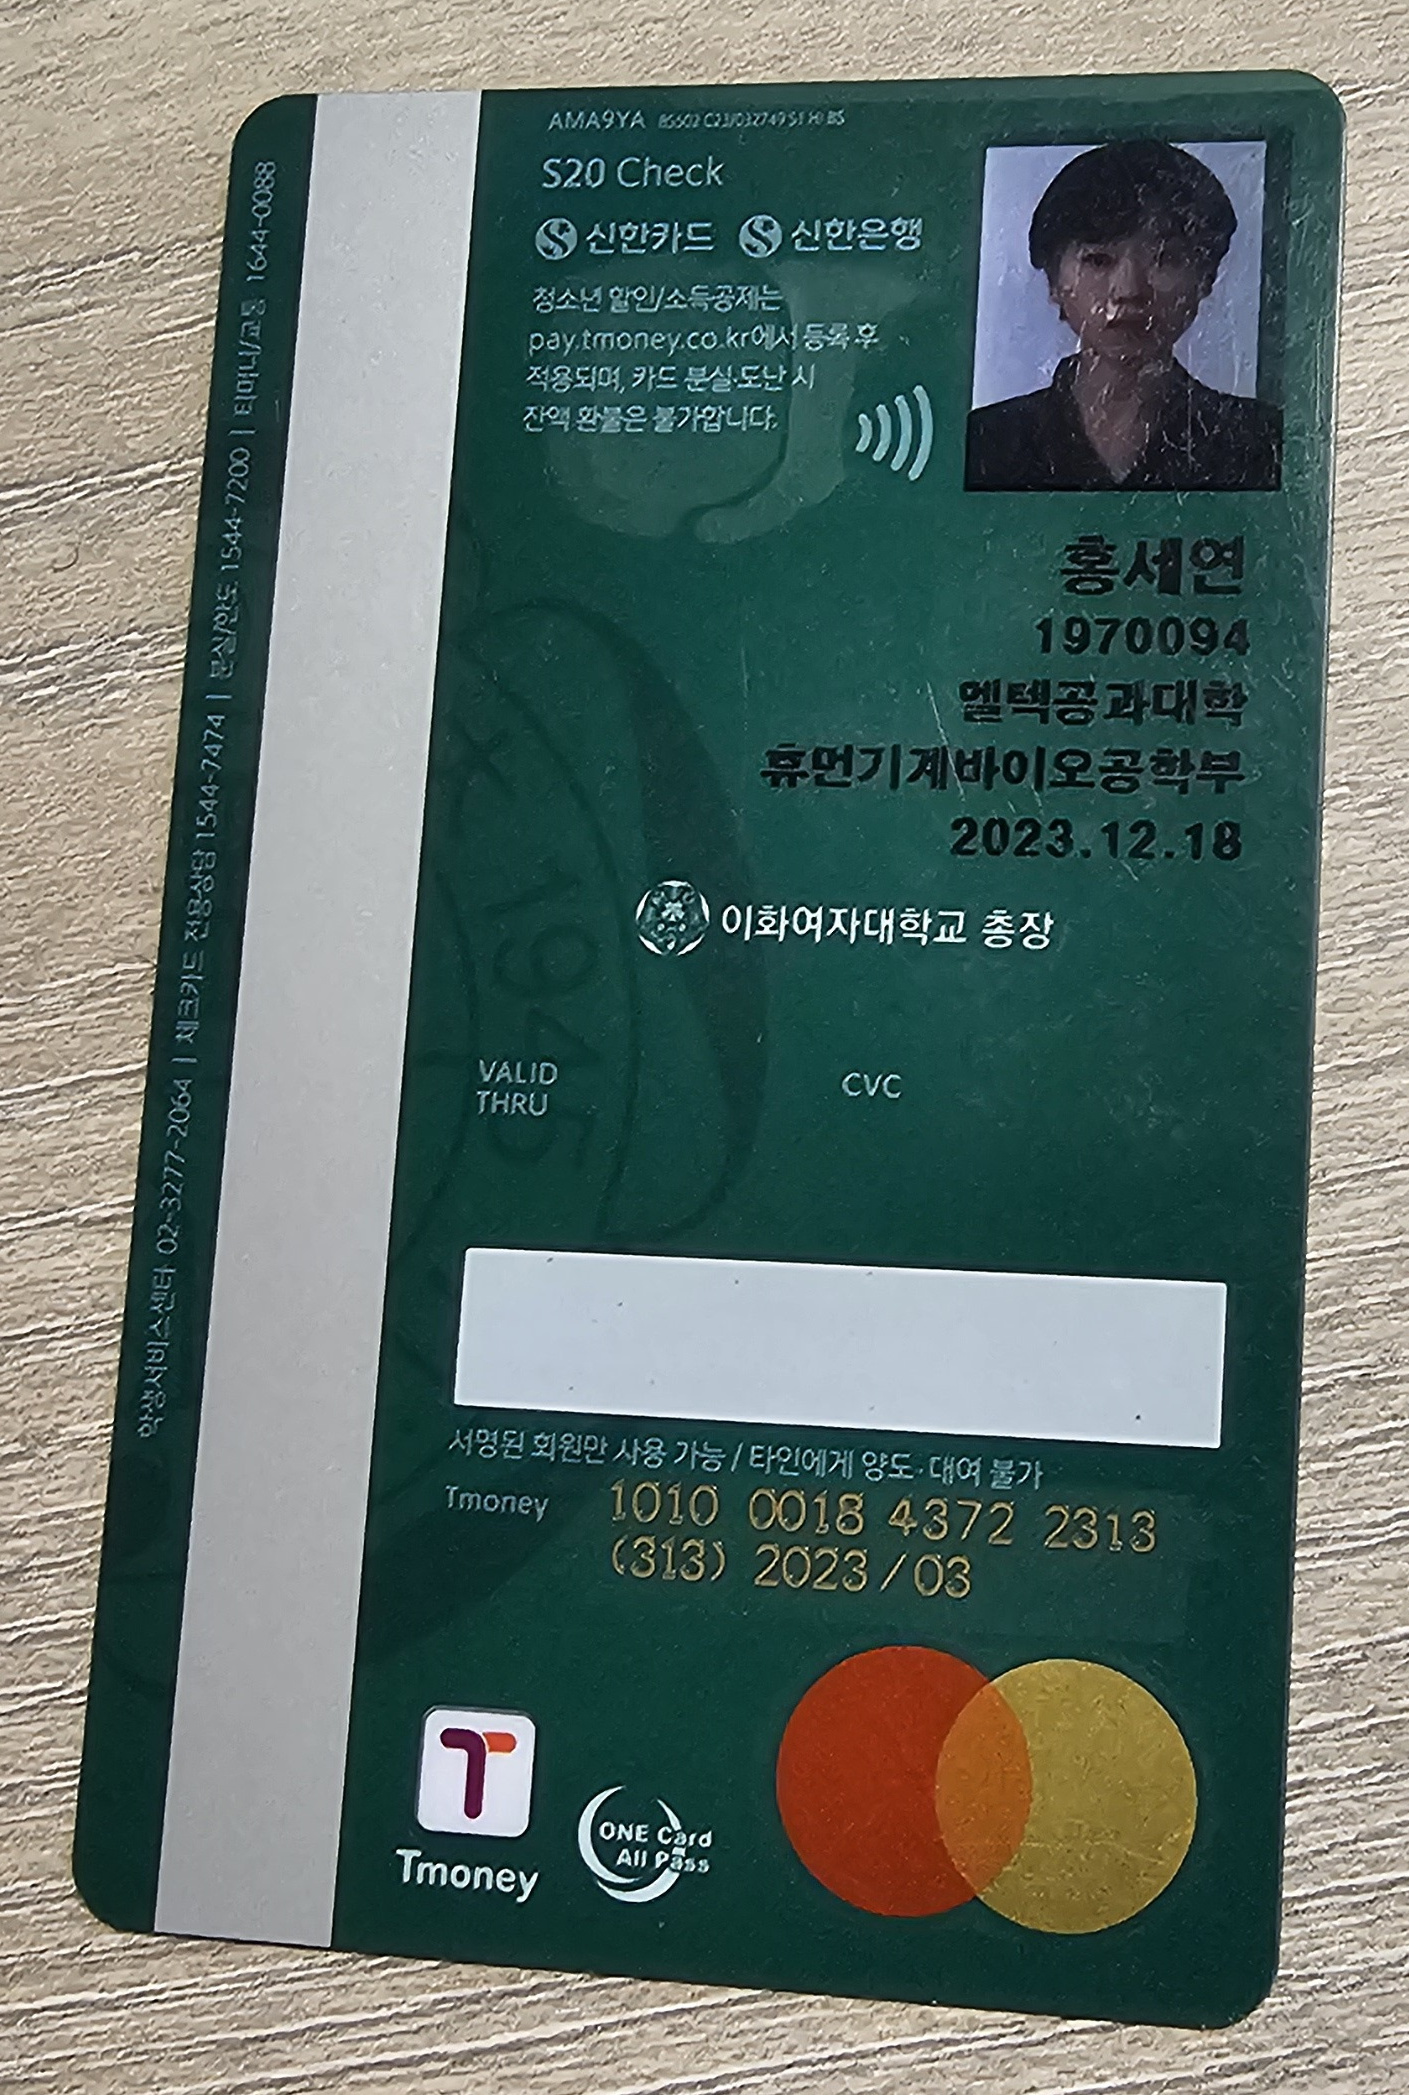 AMA9YA
S20 Check
신한카드 신한은행
청소년 할인/소득공제는
pay.tmoney.co.kr에서 등록 후
적용되며, 카드 분실.도난 시
잔액 환불은 불가합니다.
홍세연
1970094
엘텍공과대학
휴먼기계바이오공학부
2023.12.18
이화여자대학교 총장
VALID
THRU
CVC
서명된 회원만 사용 가능 / 타인에게 양도·대여 불가
Tmoney 1010 0018 4372 2313
(313) 2023/03
Tmoney
ONE Card
All Pass
학생서비스센터 02-3277-2064 | 체크카드 전용상담 1544-7474 | 분실/한도 1544-7200 | 티머니/교통 1644-0088
1945